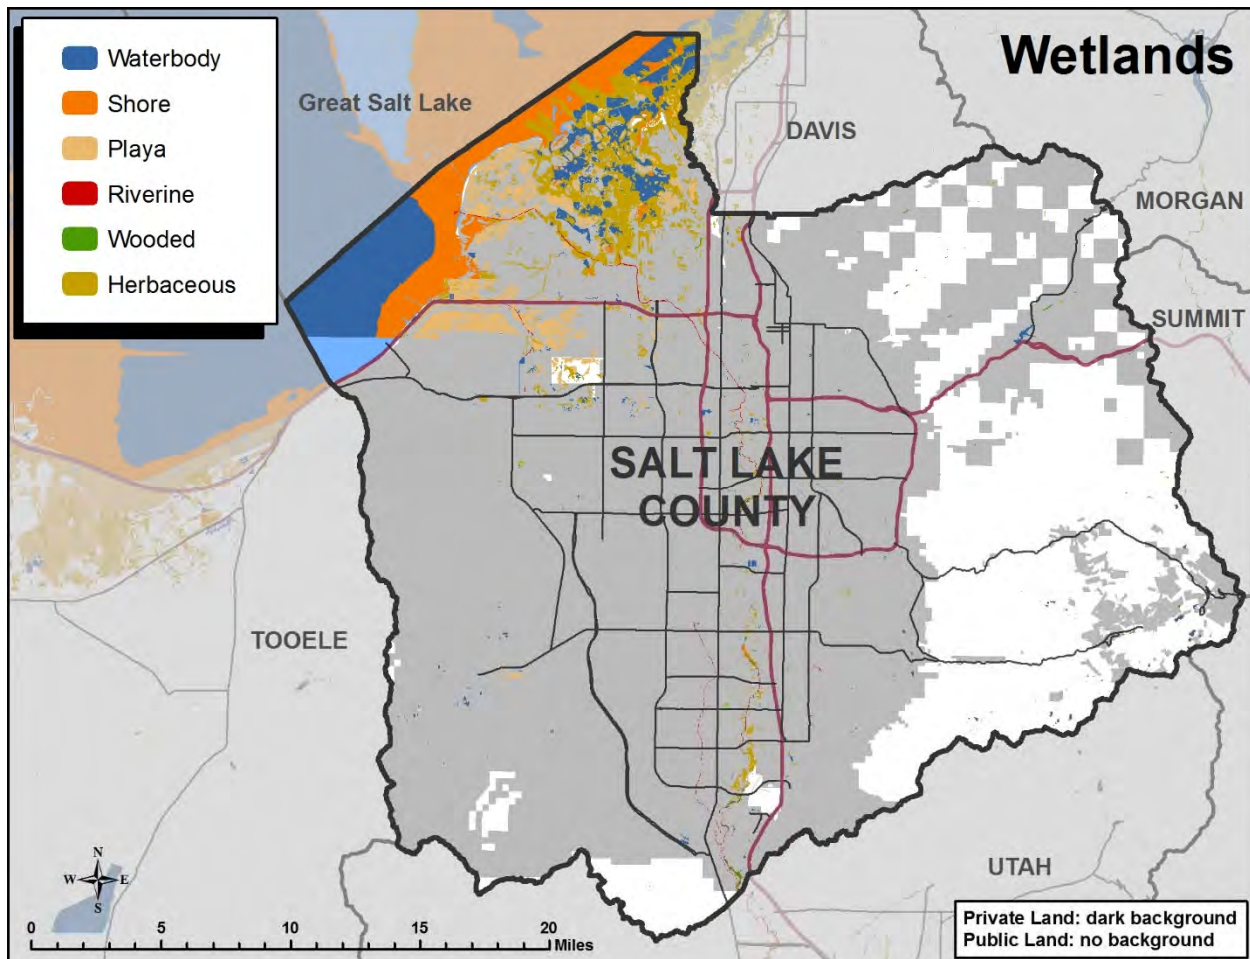 Wetlands
Waterbody
Shore
Playa
Riverine
Wooded
Herbaceous
Great Salt Lake
DAVIS
MORGAN
SUMMIT
SALT LAKE
COUNTY
TOOELE
UTAH
N
W E
S
0 5 10 15 20
Miles
Private Land: dark background
Public Land: no background